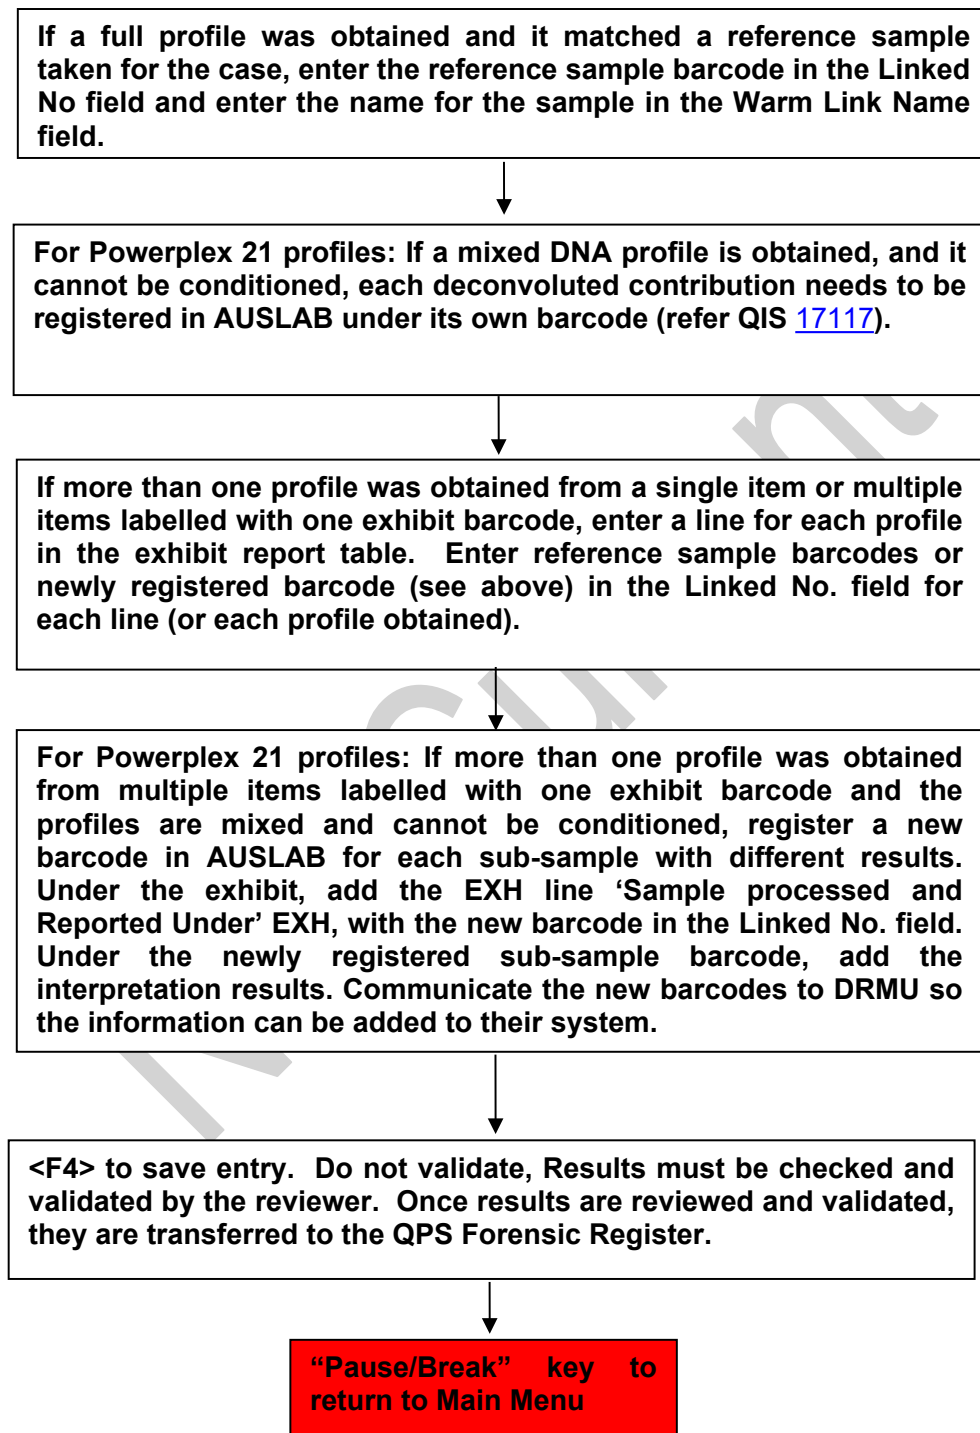 If a full profile was obtained and it matched a reference sample
taken for the case, enter the reference sample barcode in the Linked
No field and enter the name for the sample in the Warm Link Name
field.
For Powerplex 21 profiles: If a mixed DNA profile is obtained, and it
cannot be conditioned, each deconvoluted contribution needs to be
registered in AUSLAB under its own barcode (refer QIS 17117).
If more than one profile was obtained from a single item or multiple
items labelled with one exhibit barcode, enter a line for each profile
in the exhibit report table. Enter reference sample barcodes or
newly registered barcode (see above) in the Linked No. field for
each line (or each profile obtained).
For Powerplex 21 profiles: If more than one profile was obtained
from multiple items labelled with one exhibit barcode and the
profiles are mixed and cannot be conditioned, register a new
barcode in AUSLAB for each sub-sample with different results.
Under the exhibit, add the EXH line ‘Sample processed and
Reported Under’ EXH, with the new barcode in the Linked No. field.
Under the newly registered sub-sample barcode, add the
interpretation results. Communicate the new barcodes to DRMU so
the information can be added to their system.
<F4> to save entry. Do not validate, Results must be checked and
validated by the reviewer. Once results are reviewed and validated,
they are transferred to the QPS Forensic Register.
“Pause/Break” key to
return to Main Menu